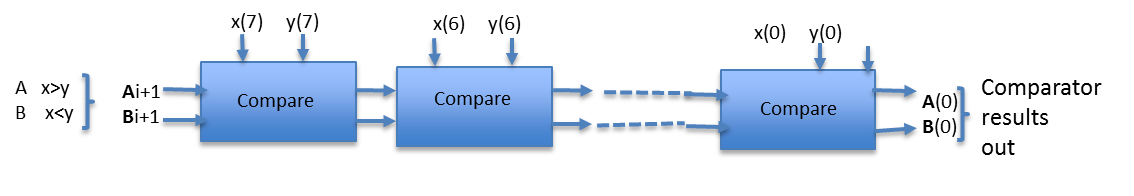 x(7) y(7)
x(6) y(6)
x(0) y(0)
A x>y
B x<y
Ai+1
Bi+1
Compare
Compare
Compare
A(0)
B(0)
Comparator
results
out